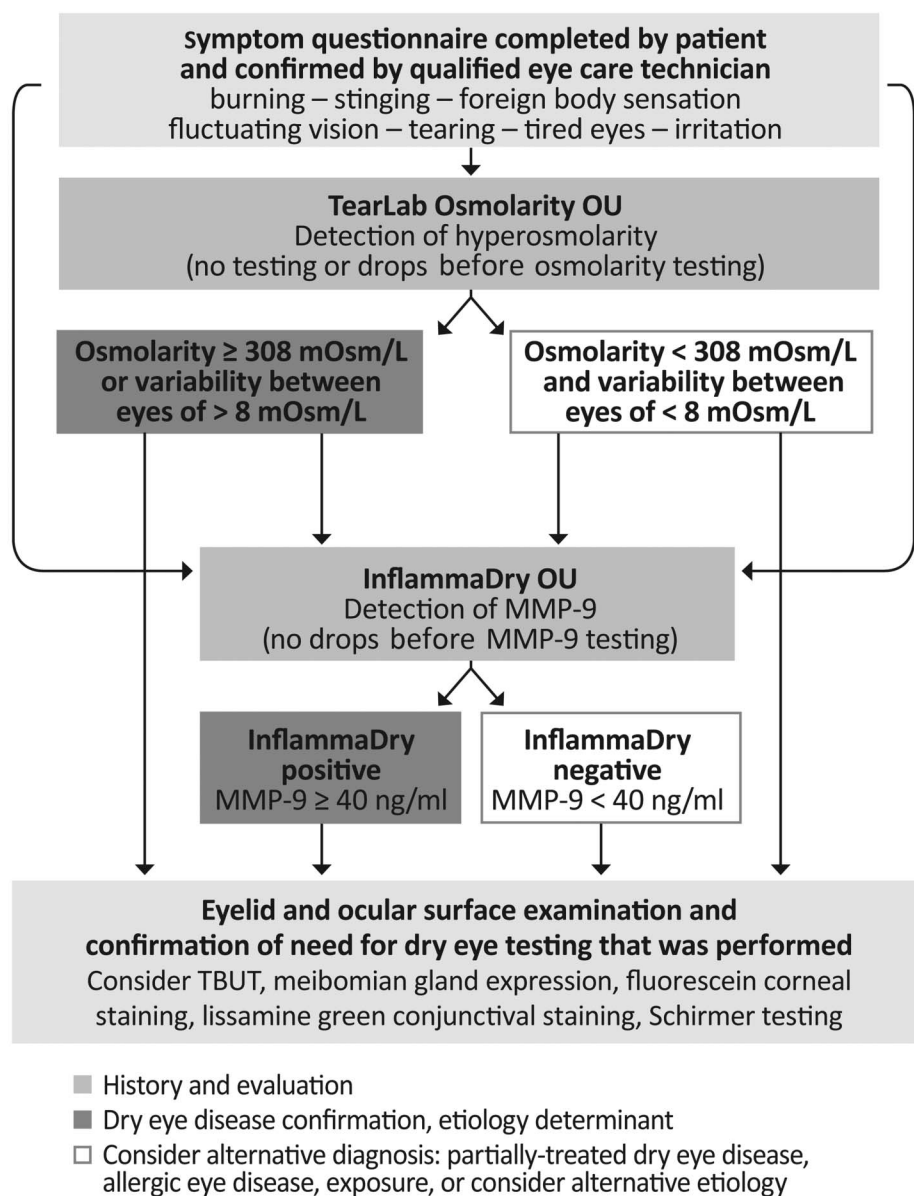 Symptom questionnaire completed by patient
and confirmed by qualified eye care technician
burning – stinging – foreign body sensation
fluctuating vision – tearing – tired eyes – irritation
TearLab Osmolarity OU
Detection of hyperosmolarity
(no testing or drops before osmolarity testing)
Osmolarity ≥ 308 mOsm/L
or variability between
eyes of > 8 mOsm/L
Osmolarity < 308 mOsm/L
and variability between
eyes of < 8 mOsm/L
InflammaDry OU
Detection of MMP-9
(no drops before MMP-9 testing)
InflammaDry
positive
MMP-9 ≥ 40 ng/ml
InflammaDry
negative
MMP-9 < 40 ng/ml
Eyelid and ocular surface examination and
confirmation of need for dry eye testing that was performed
Consider TBUT, meibomian gland expression, fluorescein corneal
staining, lissamine green conjunctival staining, Schirmer testing
History and evaluation
Dry eye disease confirmation, etiology determinant
Consider alternative diagnosis: partially-treated dry eye disease,
allergic eye disease, exposure, or consider alternative etiology